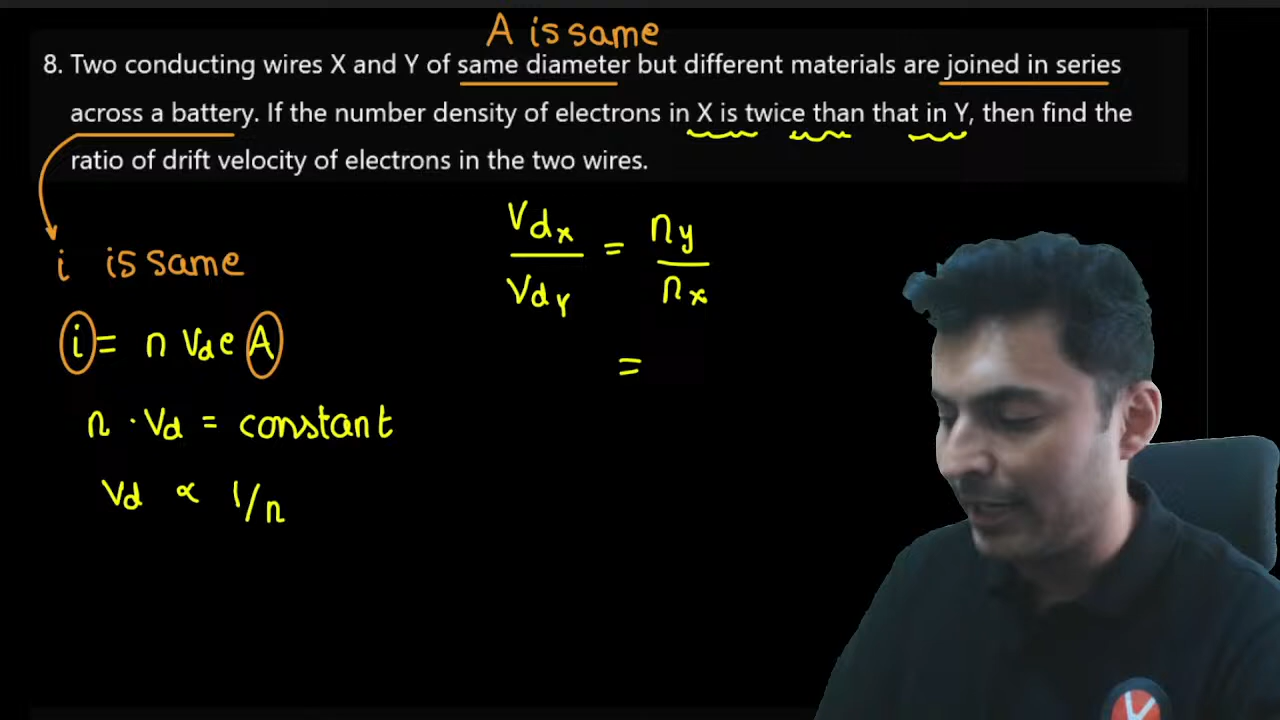 A is same
8. Two conducting wires X and Y of same diameter but different materials are joined in series
across a battery. If the number density of electrons in X is twice than that in Y, then find the
ratio of drift velocity of electrons in the two wires.
i is same
i = n Vd e A
n · Vd = constant
Vd ∝ 1/n
Vdx / VdY = ny / nx
=